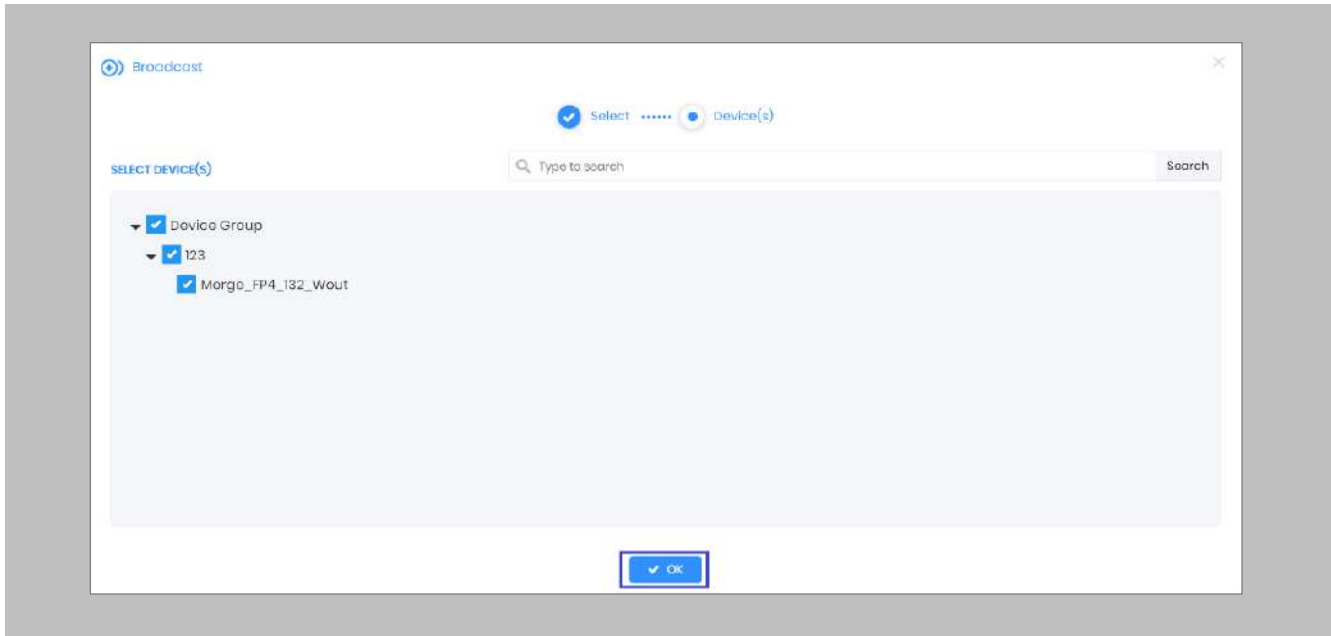 Broadcast
Select Device(s)
SELECT DEVICE(S)
Type to search Search
Device Group
123
Morgo_FP4_132_Wout
OK